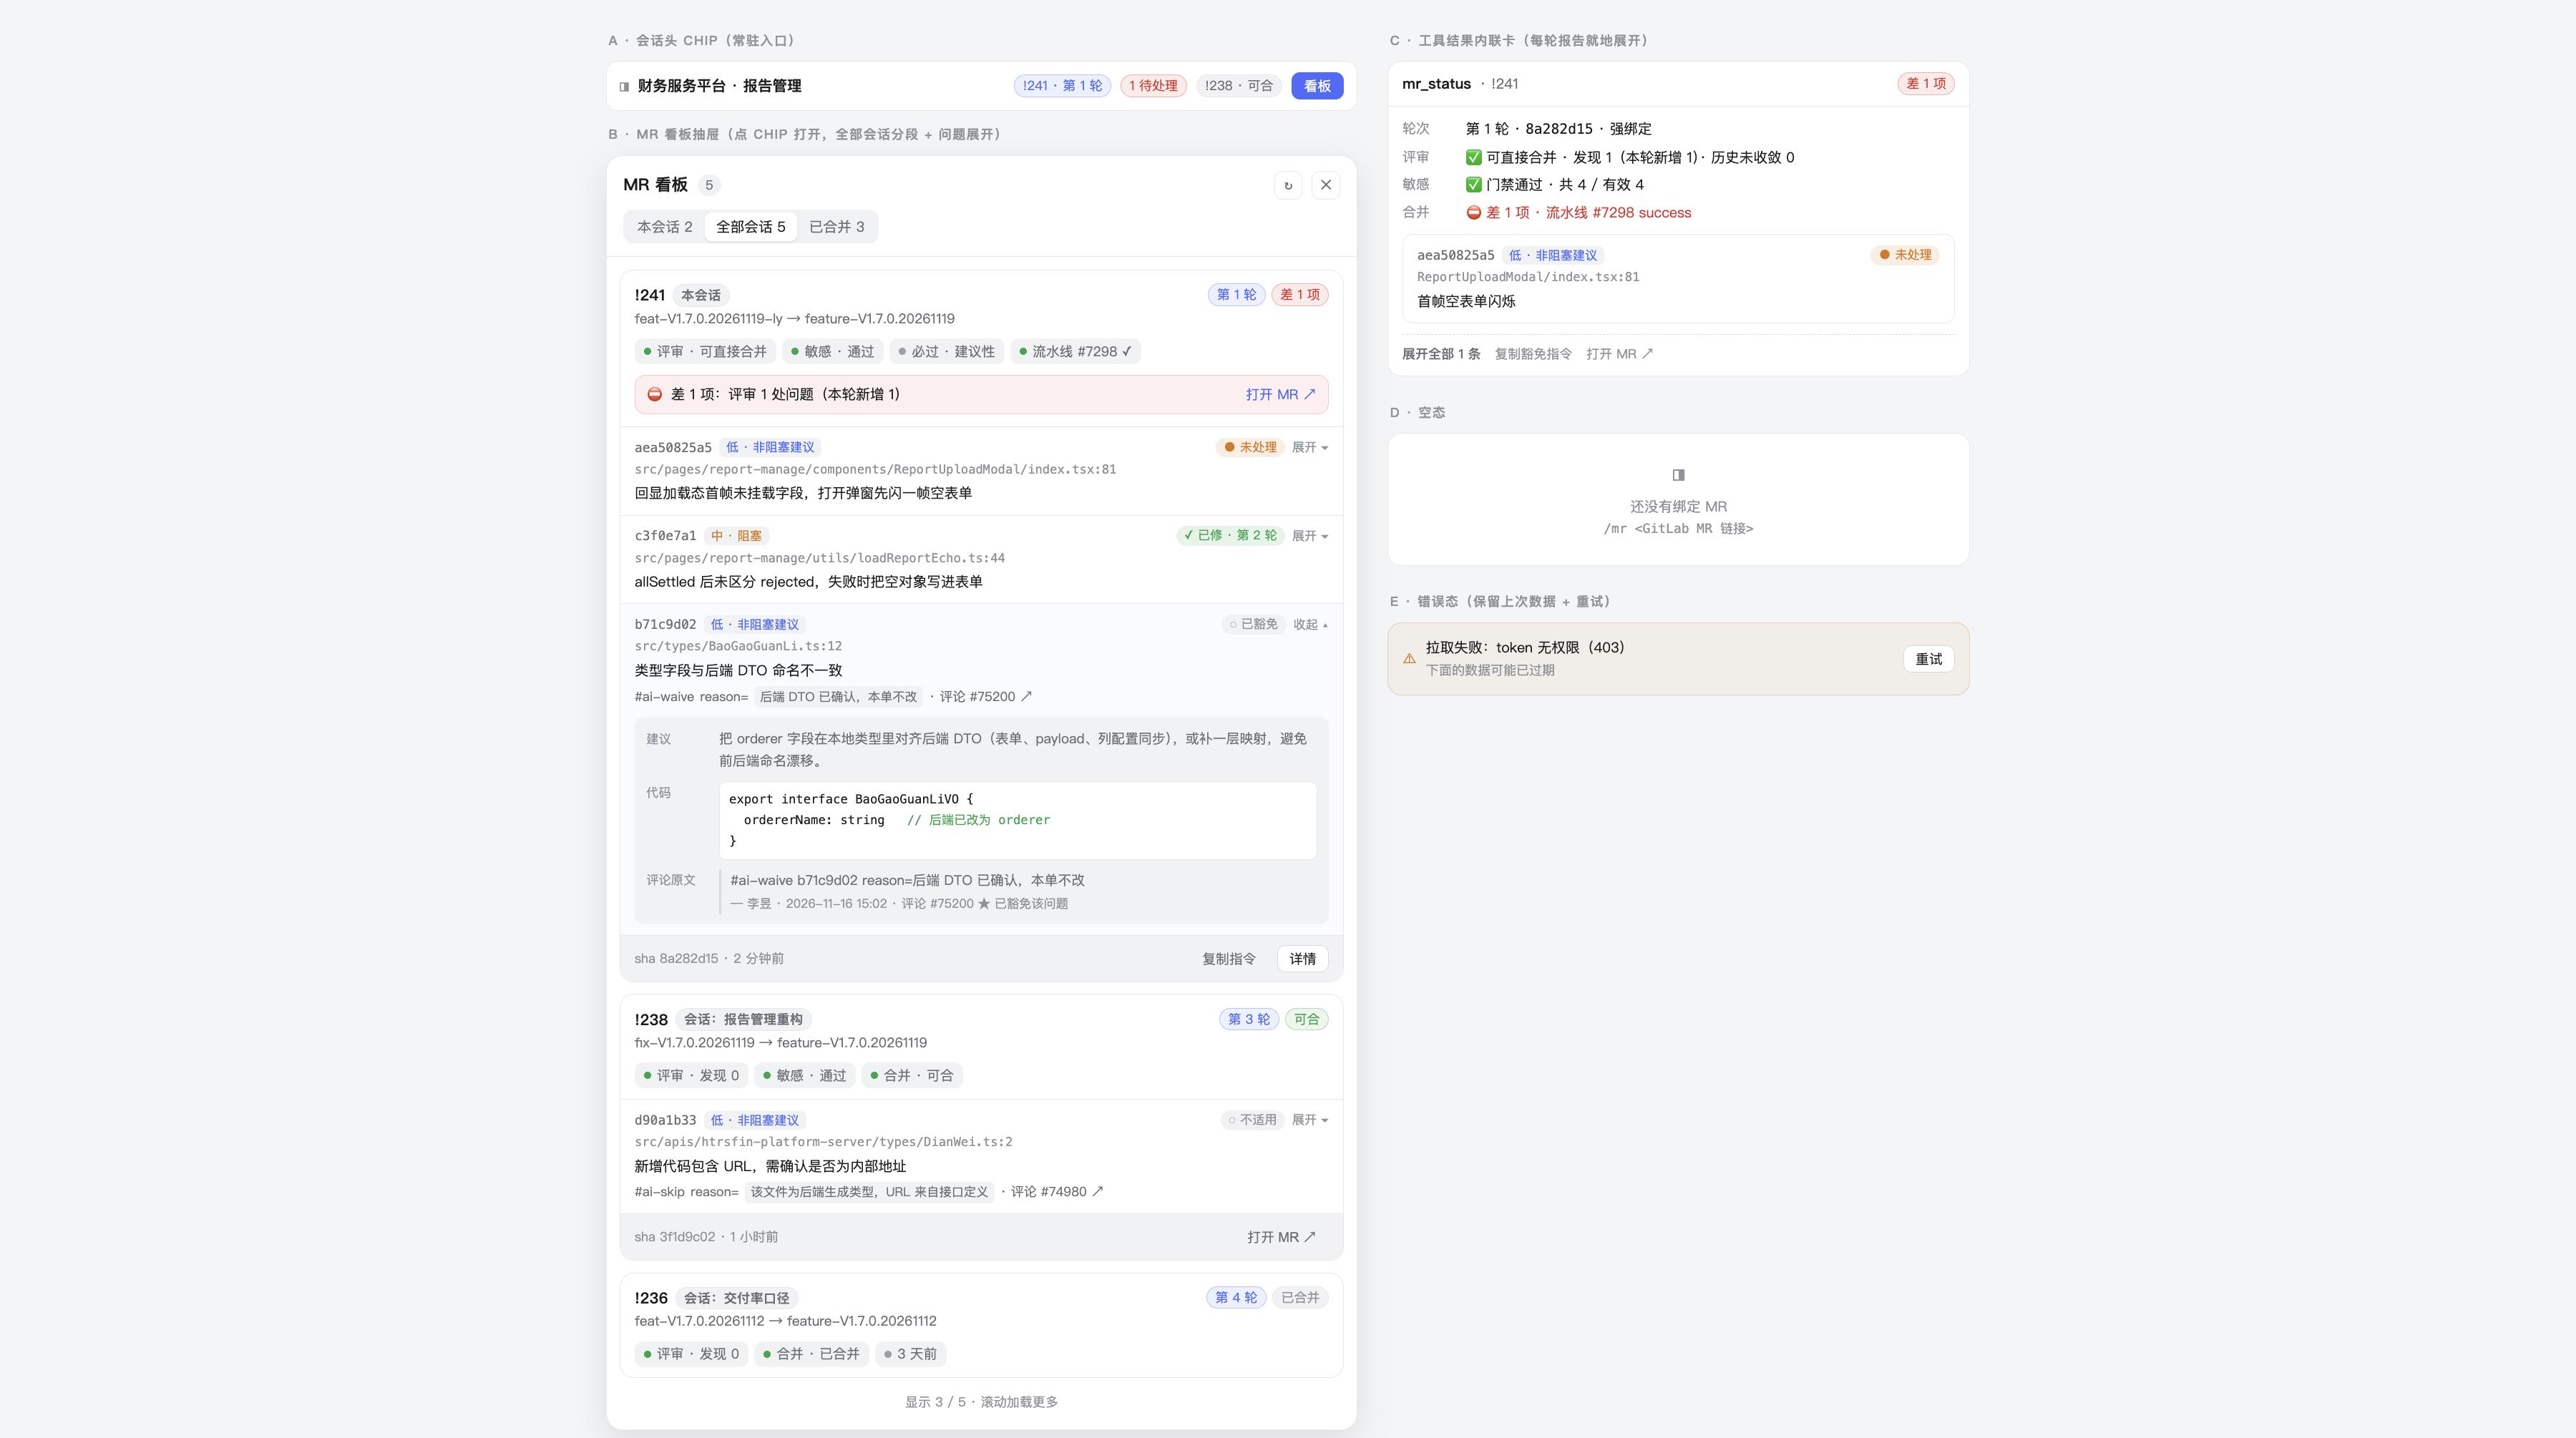 A · 会话头 CHIP（常驻入口）
财务服务平台 · 报告管理
!241 · 第 1 轮
1 待处理
!238 · 可合
看板
B · MR 看板抽屉（点 CHIP 打开，全部会话分段 + 问题展开）
MR 看板 5
↻ ✕
本会话 2 全部会话 5 已合并 3
!241 本会话 第 1 轮 差 1 项
feat-V1.7.0.20261119-ly → feature-V1.7.0.20261119
评审 · 可直接合并 敏感 · 通过 必过 · 建议性 流水线 #7298 ✓
⛔ 差 1 项：评审 1 处问题（本轮新增 1） 打开 MR ↗
aea50825a5 低 · 非阻塞建议 未处理 展开 ▾
src/pages/report-manage/components/ReportUploadModal/index.tsx:81
回显加载态首帧未挂载字段，打开弹窗先闪一帧空表单
c3f0e7a1 中 · 阻塞 ✓ 已修 · 第 2 轮 展开 ▾
src/pages/report-manage/utils/loadReportEcho.ts:44
allSettled 后未区分 rejected，失败时把空对象写进表单
b71c9d02 低 · 非阻塞建议 ○ 已豁免 收起 ▴
src/types/BaoGaoGuanLi.ts:12
类型字段与后端 DTO 命名不一致
#ai-waive reason= 后端 DTO 已确认，本单不改 · 评论 #75200 ↗
建议 把 orderer 字段在本地类型里对齐后端 DTO（表单、payload、列配置同步），或补一层映射，避免
前后端命名漂移。
代码
export interface BaoGaoGuanLiVO {
ordererName: string // 后端已改为 orderer
}
评论原文 #ai-waive b71c9d02 reason=后端 DTO 已确认，本单不改
— 李昱 · 2026-11-16 15:02 · 评论 #75200 ★ 已豁免该问题
sha 8a282d15 · 2 分钟前 复制指令 详情
!238 会话：报告管理重构 第 3 轮 可合
fix-V1.7.0.20261119 → feature-V1.7.0.20261119
评审 · 发现 0 敏感 · 通过 合并 · 可合
d90a1b33 低 · 非阻塞建议 ○ 不适用 展开 ▾
src/apis/htrsfin-platform-server/types/DianWei.ts:2
新增代码包含 URL，需确认是否为内部地址
#ai-skip reason= 该文件为后端生成类型，URL 来自接口定义 · 评论 #74980 ↗
sha 3f1d9c02 · 1 小时前 打开 MR ↗
!236 会话：交付率口径 第 4 轮 已合并
feat-V1.7.0.20261112 → feature-V1.7.0.20261112
评审 · 发现 0 合并 · 已合并 3 天前
显示 3 / 5 · 滚动加载更多
C · 工具结果内联卡（每轮报告就地展开）
mr_status · !241 差 1 项
轮次 第 1 轮 · 8a282d15 · 强绑定
评审 ✅ 可直接合并 · 发现 1（本轮新增 1）· 历史未收敛 0
敏感 ✅ 门禁通过 · 共 4 / 有效 4
合并 ⛔ 差 1 项 · 流水线 #7298 success
aea50825a5 低 · 非阻塞建议 未处理
ReportUploadModal/index.tsx:81
首帧空表单闪烁
展开全部 1 条 复制豁免指令 打开 MR ↗
D · 空态
还没有绑定 MR
/mr <GitLab MR 链接>
E · 错误态（保留上次数据 + 重试）
⚠ 拉取失败：token 无权限（403）
下面的数据可能已过期
重试